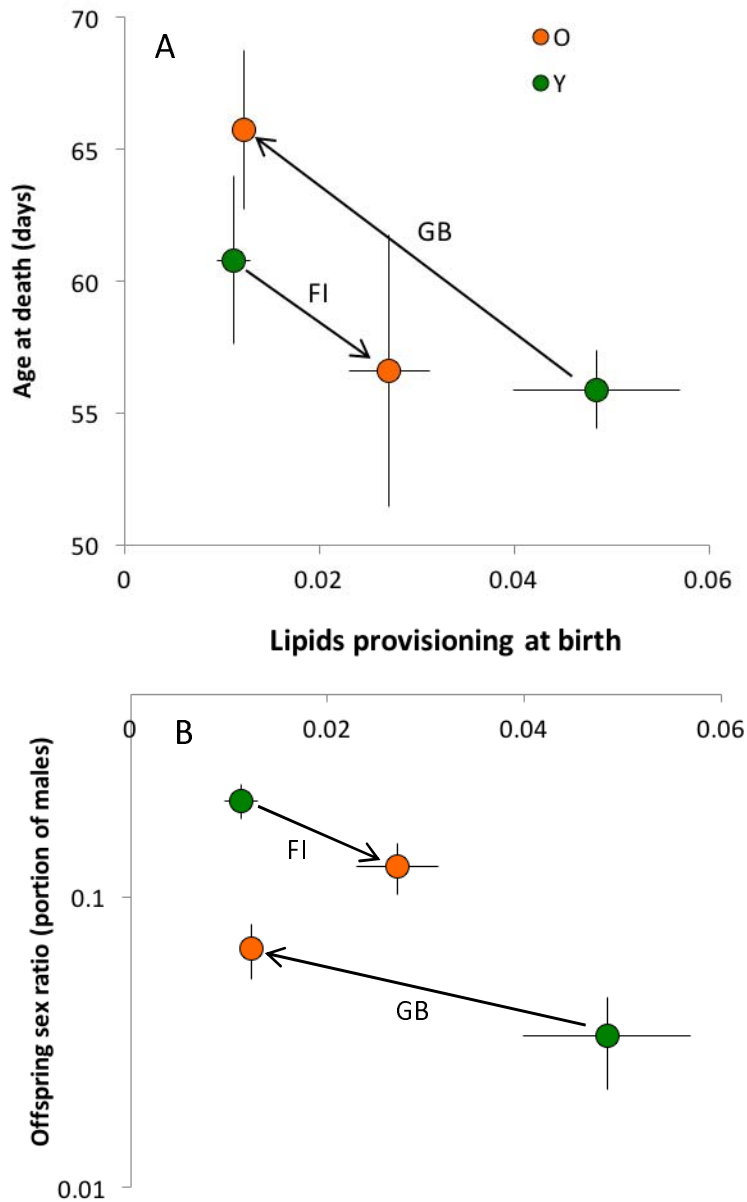 70
A
O
Y
65
GB
60
FI
55
50
0 0.02 0.04 0.06
Age at death (days)
Lipids provisioning at birth
0 B 0.02 0.04 0.06
FI
0.1
GB
0.01
Offspring sex ratio (portion of males)